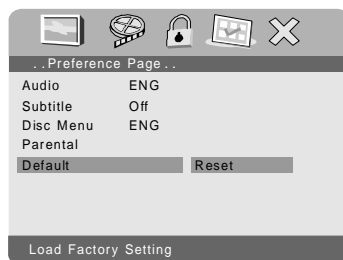 ..Preference Page..
Audio ENG
Subtitle Off
Disc Menu ENG
Parental
Default Reset
Load Factory Setting